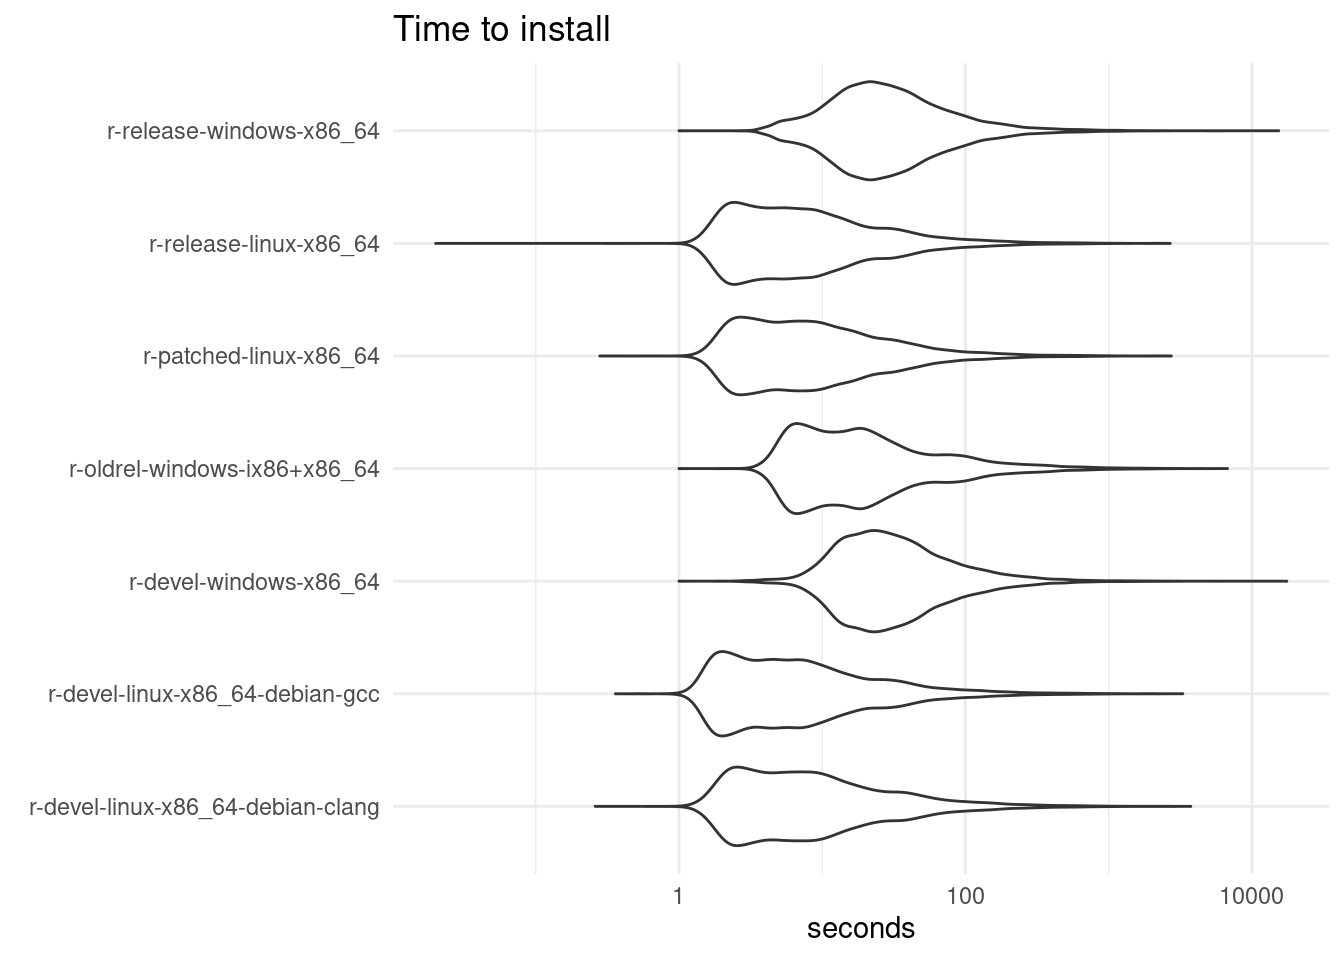 Time to install
r-release-windows-x86_64
r-release-linux-x86_64
r-patched-linux-x86_64
r-oldrel-windows-ix86+x86_64
r-devel-windows-x86_64
r-devel-linux-x86_64-debian-gcc
r-devel-linux-x86_64-debian-clang
1 100 10000
seconds